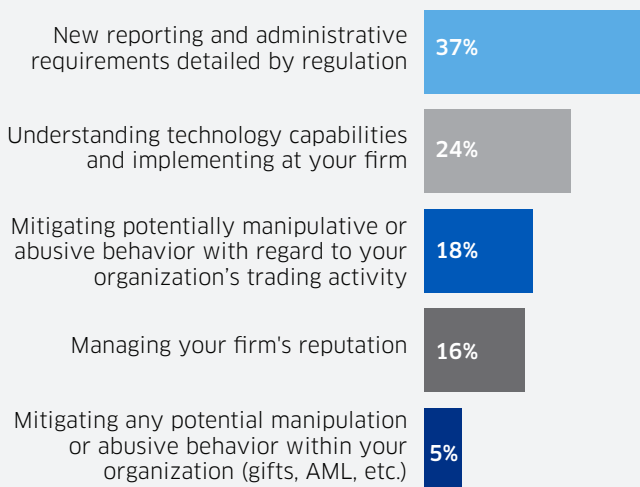 New reporting and administrative
requirements detailed by regulation
37%
Understanding technology capabilities
and implementing at your firm
24%
Mitigating potentially manipulative or
abusive behavior with regard to your
organization’s trading activity
18%
Managing your firm's reputation
16%
Mitigating any potential manipulation
or abusive behavior within your
organization (gifts, AML, etc.)
5%